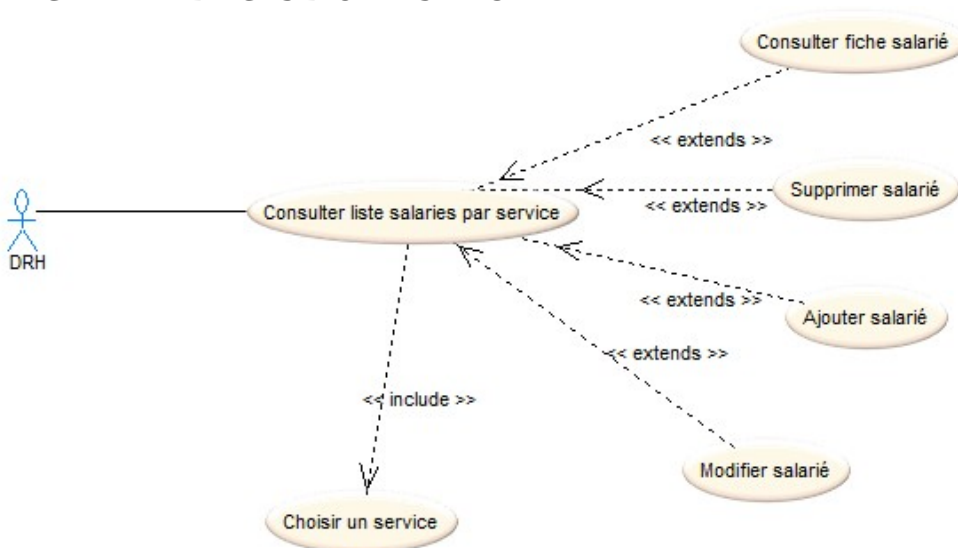 Consulter fiche salarié
<< extends >>
Supprimer salarié
<< extends >>
Consulter liste salaries par service
DRH
<< extends >>
Ajouter salarié
<< extends >>
<< include >>
Modifier salarié
Choisir un service